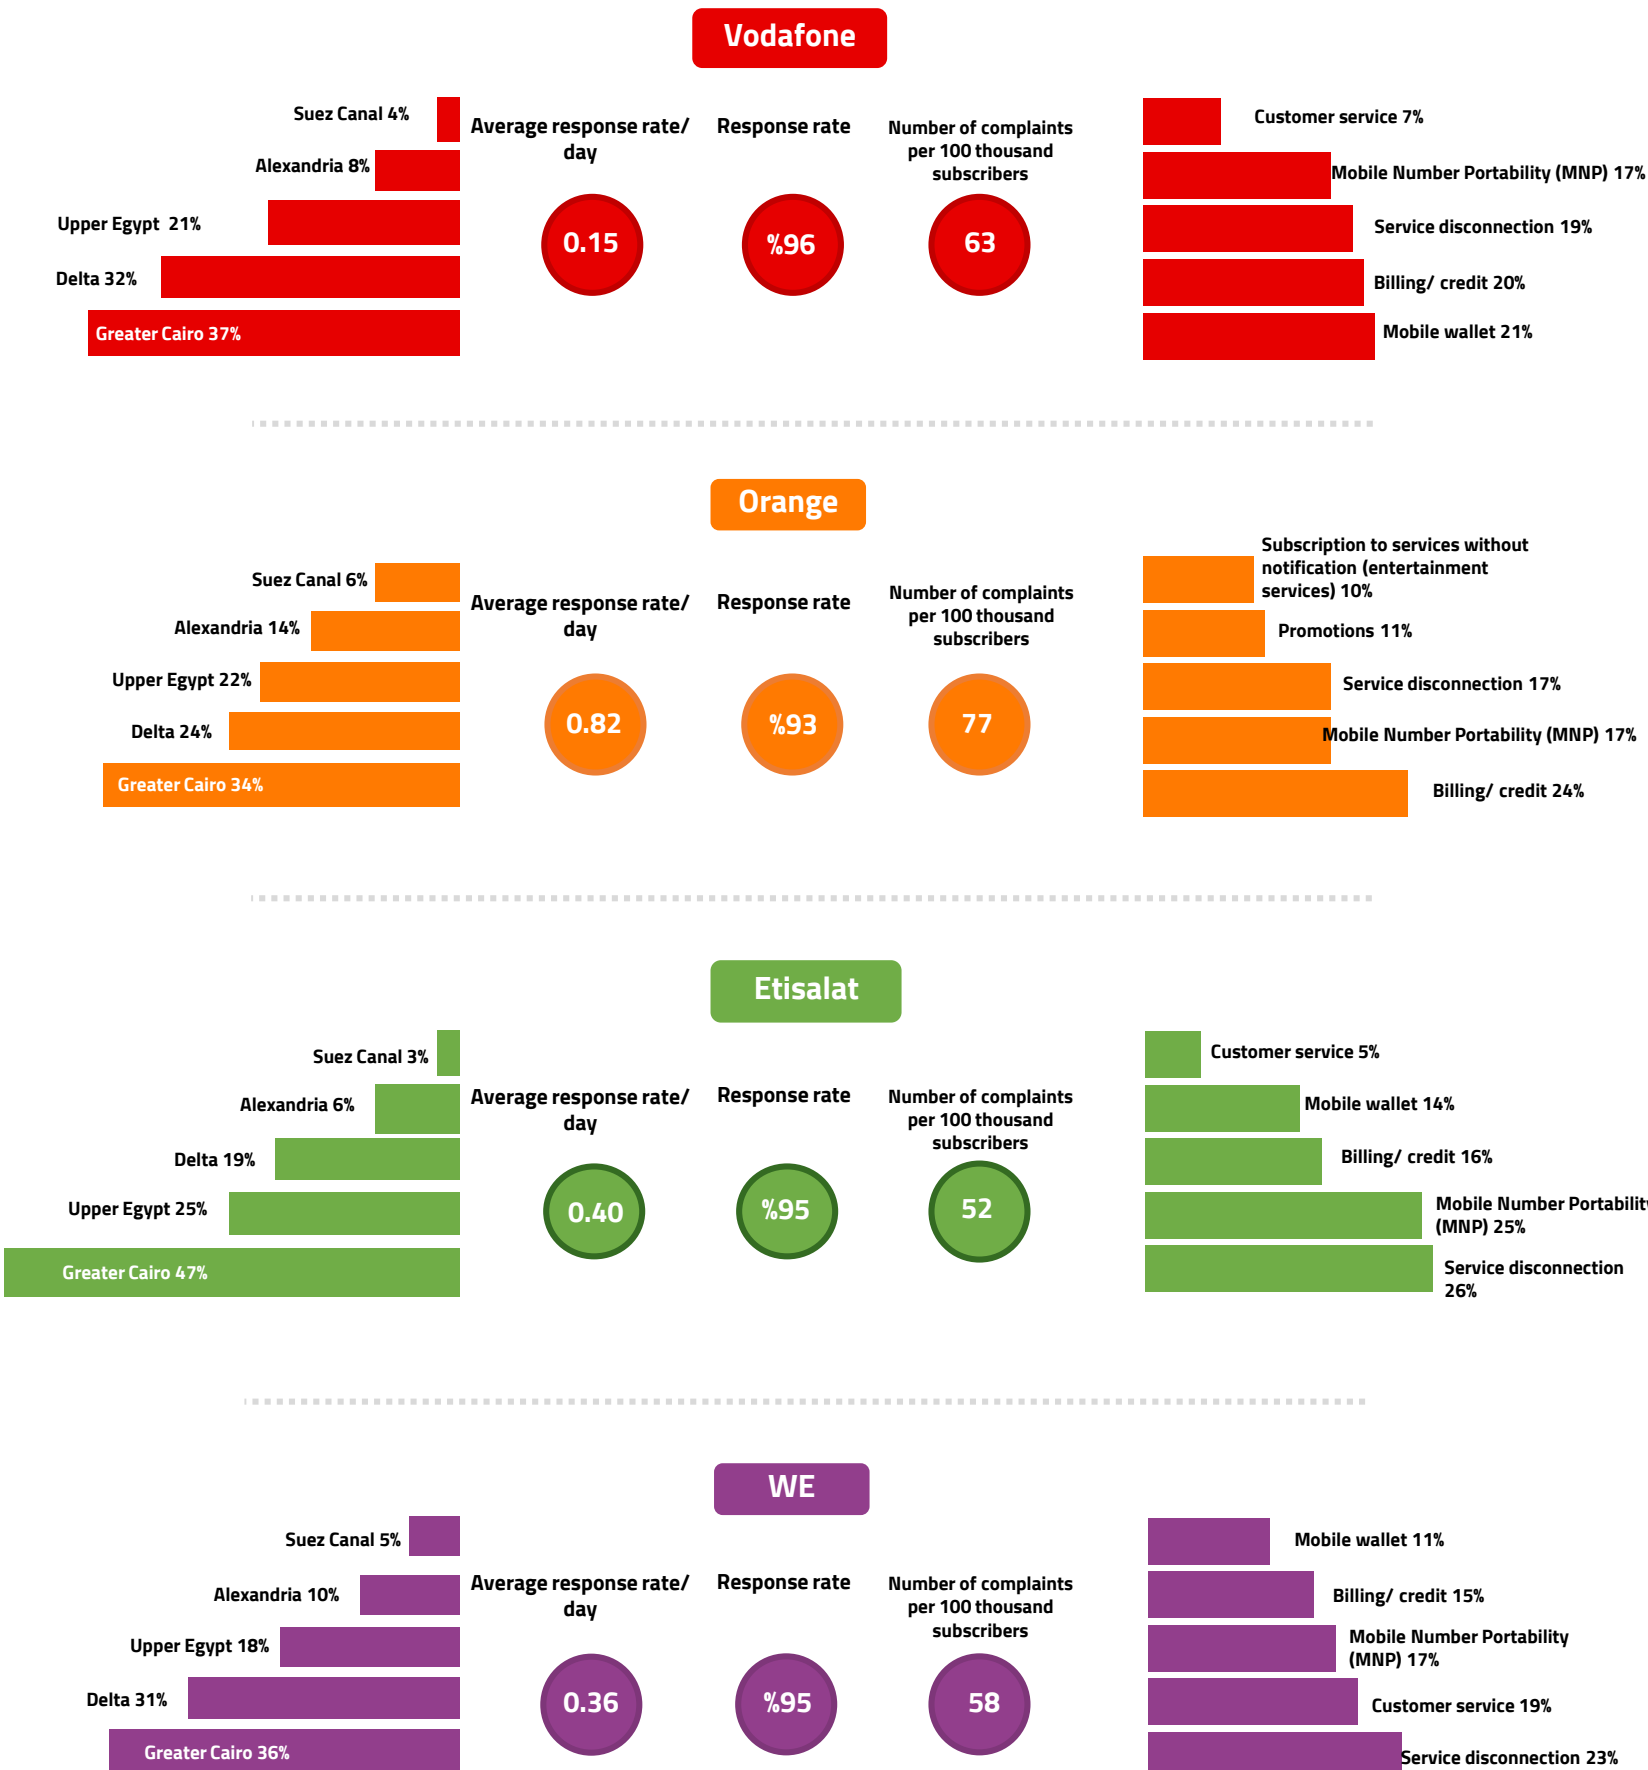 Vodafone
Suez Canal 4%
Alexandria 8%
Upper Egypt 21%
Delta 32%
Greater Cairo 37%
Average response rate/
day
0.15
Response rate
%96
Number of complaints
per 100 thousand
subscribers
63
Customer service 7%
Mobile Number Portability (MNP) 17%
Service disconnection 19%
Billing/ credit 20%
Mobile wallet 21%
Orange
Suez Canal 6%
Alexandria 14%
Upper Egypt 22%
Delta 24%
Greater Cairo 34%
Average response rate/
day
0.82
Response rate
%93
Number of complaints
per 100 thousand
subscribers
77
Subscription to services without
notification (entertainment
services) 10%
Promotions 11%
Service disconnection 17%
Mobile Number Portability (MNP) 17%
Billing/ credit 24%
Etisalat
Suez Canal 3%
Alexandria 6%
Delta 19%
Upper Egypt 25%
Greater Cairo 47%
Average response rate/
day
0.40
Response rate
%95
Number of complaints
per 100 thousand
subscribers
52
Customer service 5%
Mobile wallet 14%
Billing/ credit 16%
Mobile Number Portability
(MNP) 25%
Service disconnection
26%
WE
Suez Canal 5%
Alexandria 10%
Upper Egypt 18%
Delta 31%
Greater Cairo 36%
Average response rate/
day
0.36
Response rate
%95
Number of complaints
per 100 thousand
subscribers
58
Mobile wallet 11%
Billing/ credit 15%
Mobile Number Portability
(MNP) 17%
Customer service 19%
Service disconnection 23%